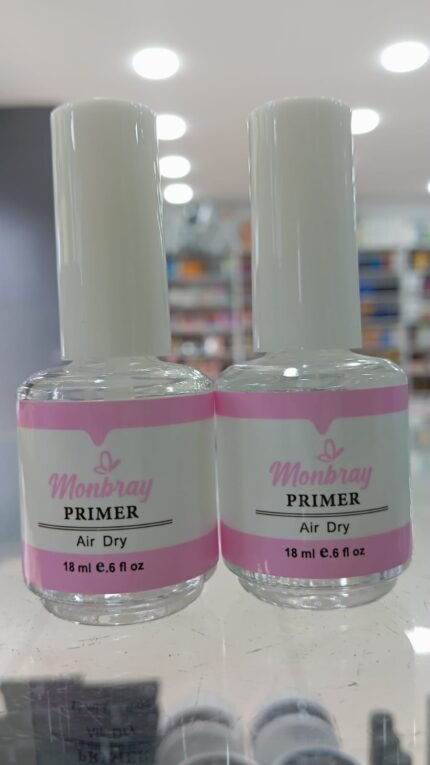 Monbray
PRIMER
Air Dry
18 ml e.6 fl oz
Monbray
PRIMER
Air Dry
18 ml e.6 fl oz